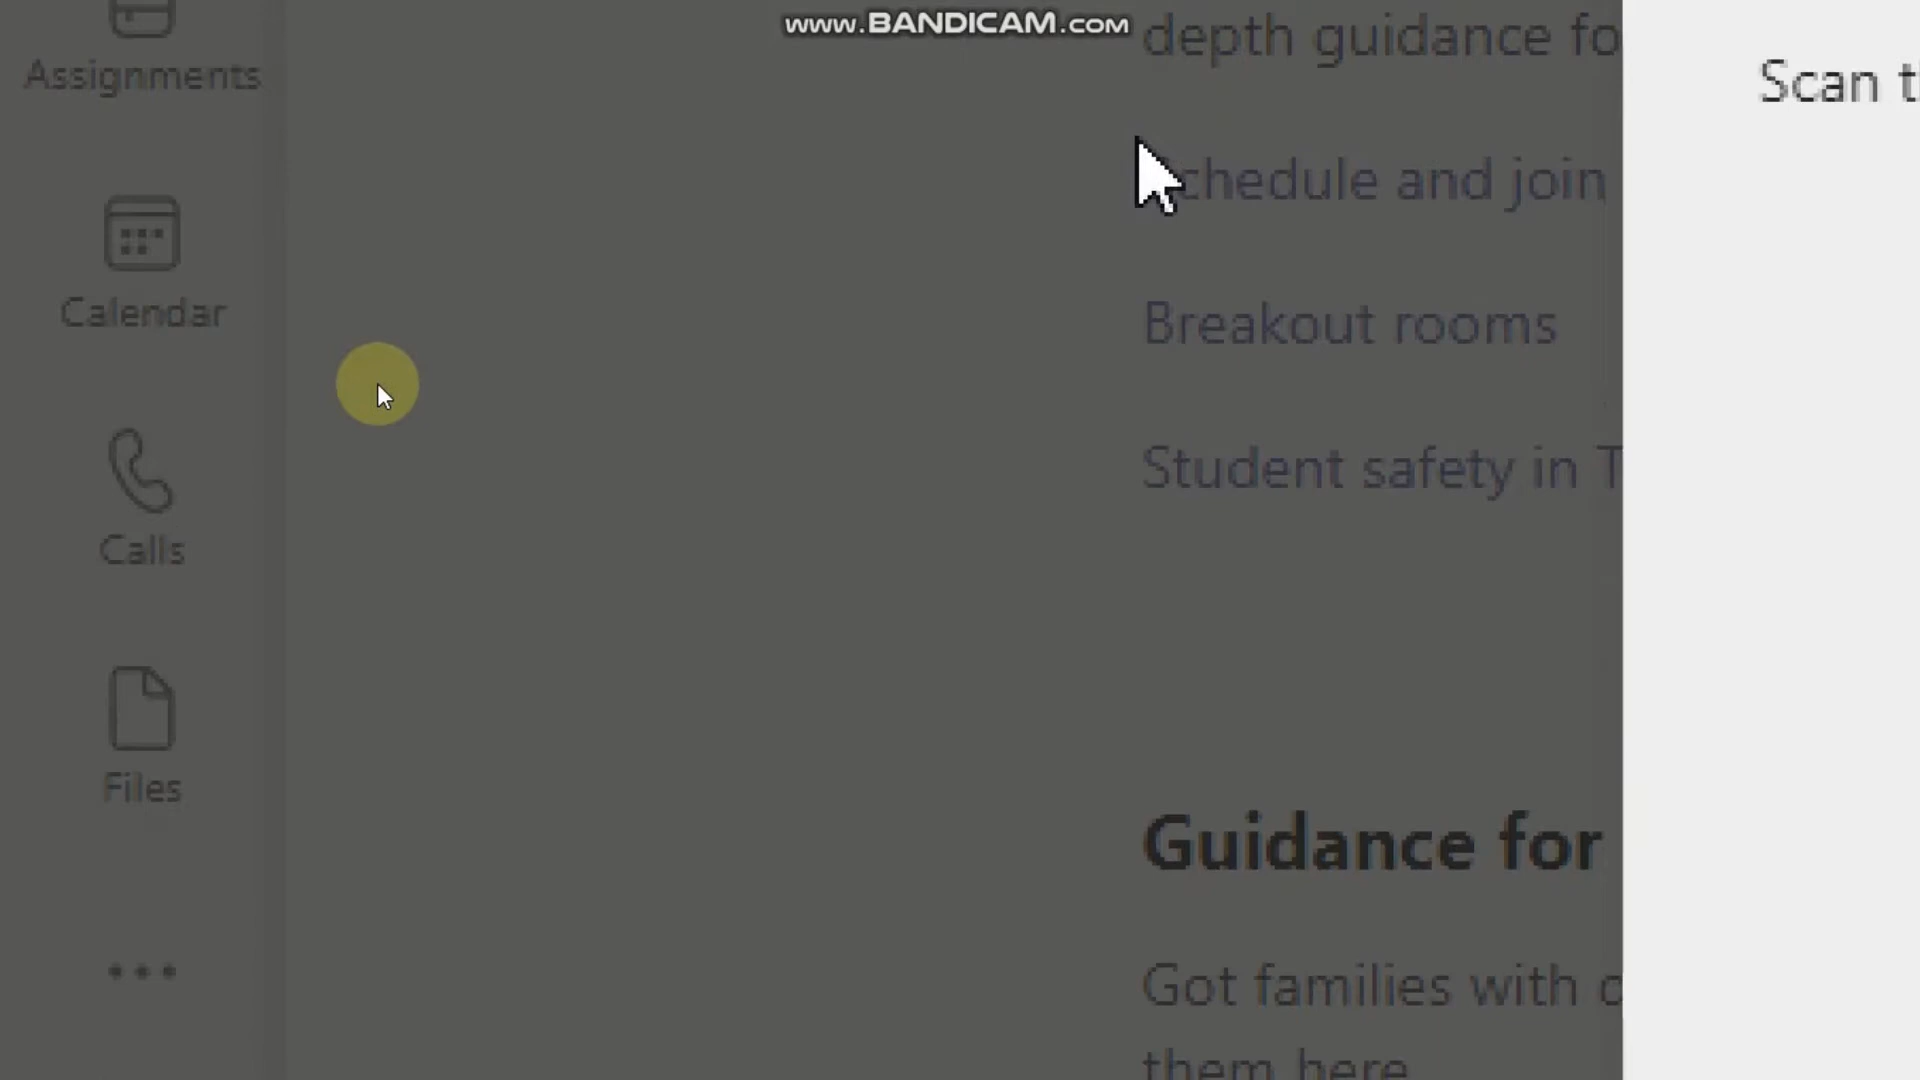 www.BANDICAM.com
Assignments
Calendar
Calls
Files
depth guidance fo
chedule and join
Breakout rooms
Student safety in T
Guidance for
Got families with
them here
Scan t